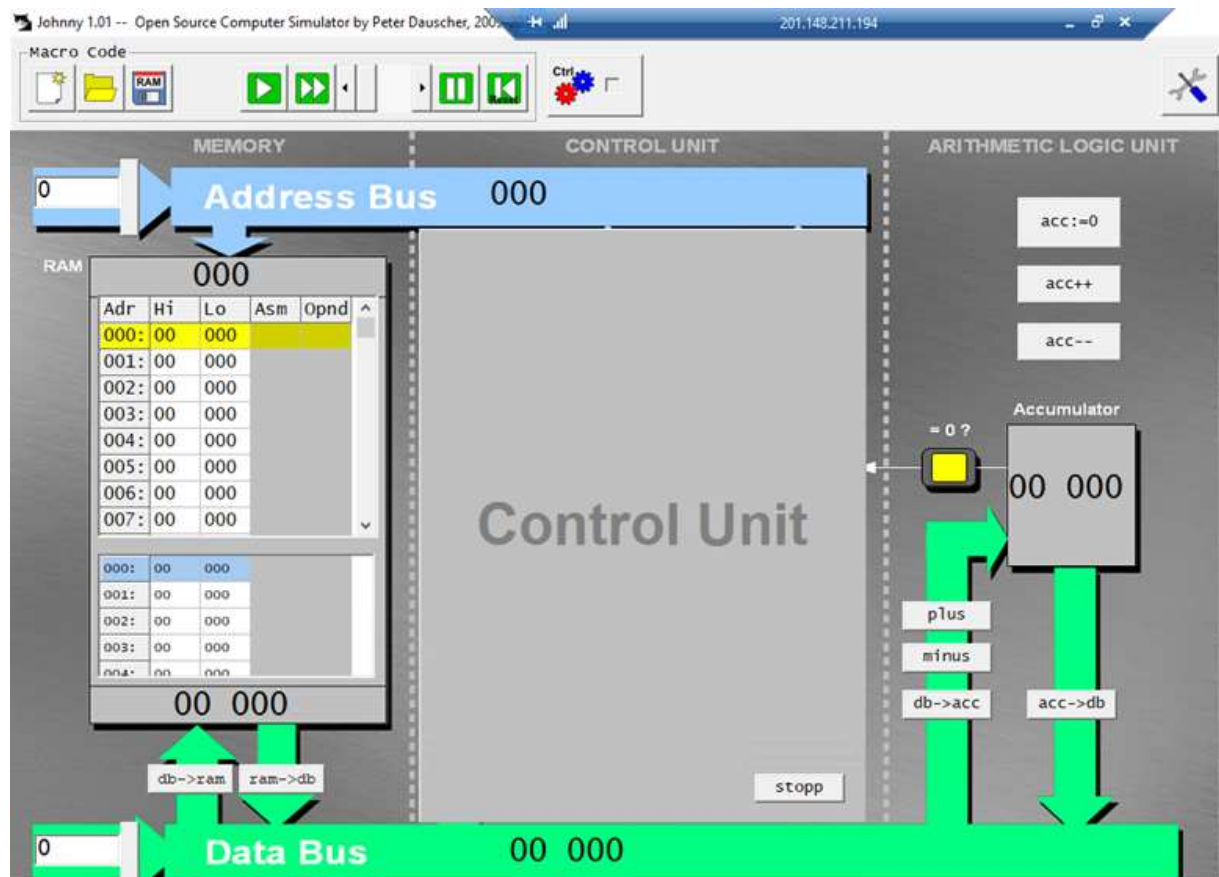 Johnny 1.01 -- Open Source Computer Simulator by Peter Dauscher, 200
201.148.211.194
Macro Code
RAM
Reset
Ctrl
MEMORY
CONTROL UNIT
ARITHMETIC LOGIC UNIT
0
Address Bus 000
acc:=0
acc++
acc--
RAM
000
Adr Hi Lo Asm Opnd
000: 00 000
001: 00 000
002: 00 000
003: 00 000
004: 00 000
005: 00 000
006: 00 000
007: 00 000
000: 00 000
001: 00 000
002: 00 000
003: 00 000
004: 00 000
00 000
db->ram
ram->db
Control Unit
stopp
= 0 ?
Accumulator
00 000
plus
minus
db->acc
acc->db
0
Data Bus 00 000